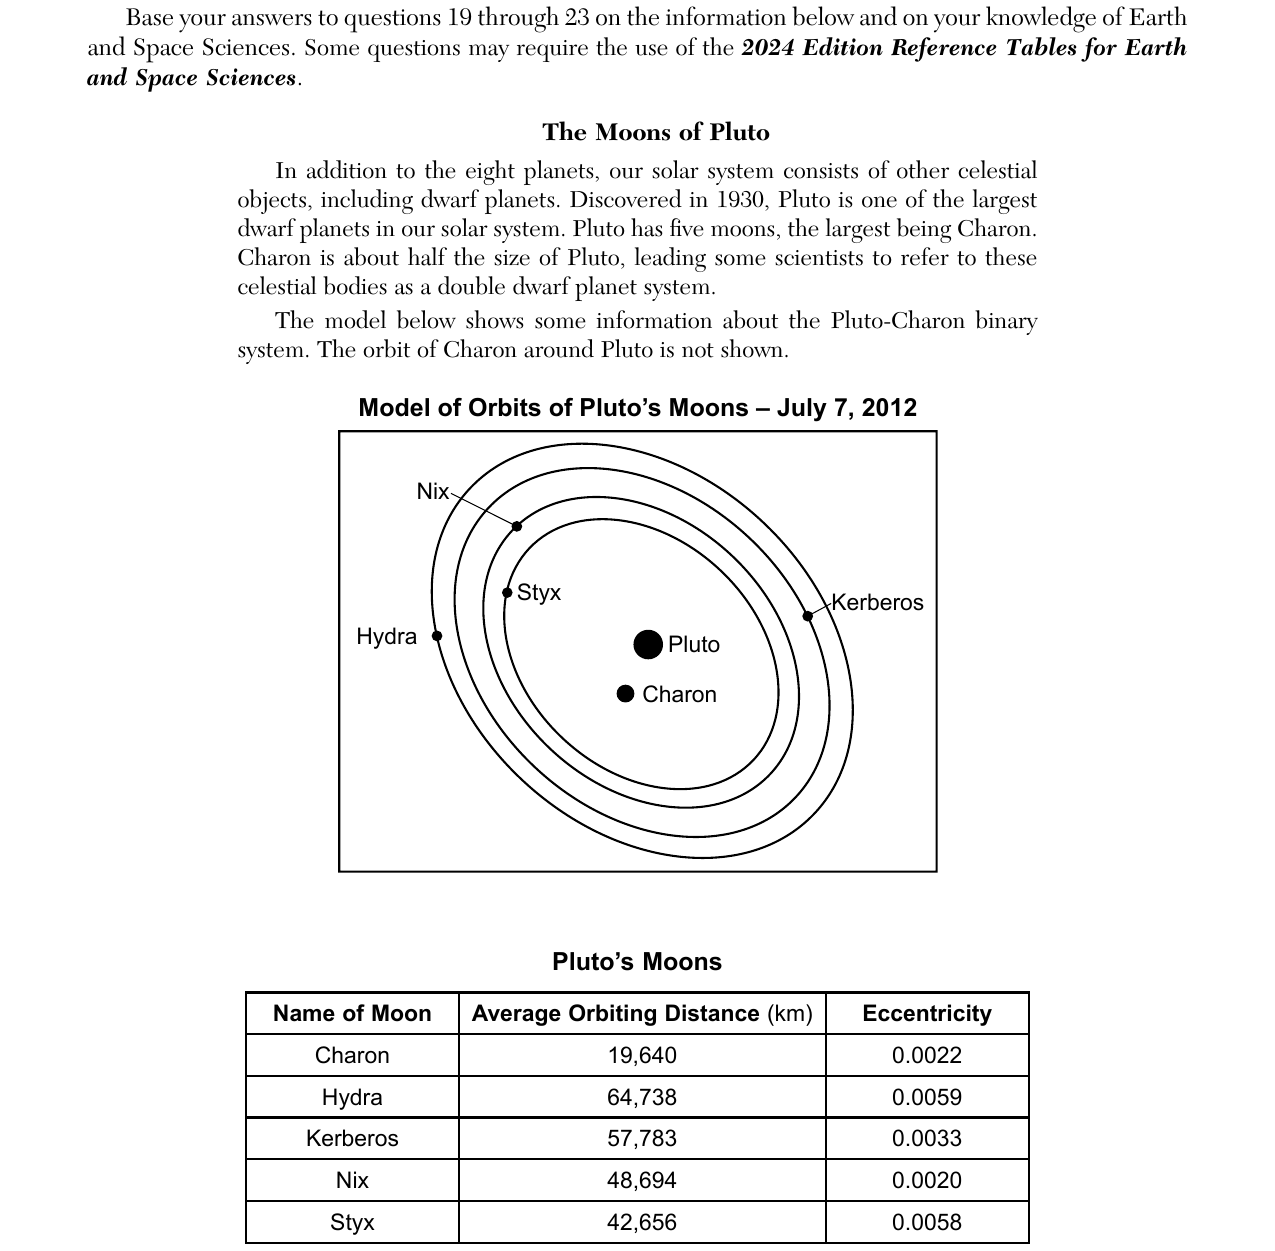 Base your answers to questions 19 through 23 on the information below and on your knowledge of Earth
and Space Sciences. Some questions may require the use of the 2024 Edition Reference Tables for Earth
and Space Sciences.
The Moons of Pluto
In addition to the eight planets, our solar system consists of other celestial
objects, including dwarf planets. Discovered in 1930, Pluto is one of the largest
dwarf planets in our solar system. Pluto has five moons, the largest being Charon.
Charon is about half the size of Pluto, leading some scientists to refer to these
celestial bodies as a double dwarf planet system.
The model below shows some information about the Pluto-Charon binary
system. The orbit of Charon around Pluto is not shown.
Model of Orbits of Pluto's Moons – July 7, 2012
Nix
Styx
Kerberos
Hydra
Pluto
Charon
Pluto's Moons
Name of Moon Average Orbiting Distance (km) Eccentricity
Charon 19,640 0.0022
Hydra 64,738 0.0059
Kerberos 57,783 0.0033
Nix 48,694 0.0020
Styx 42,656 0.0058